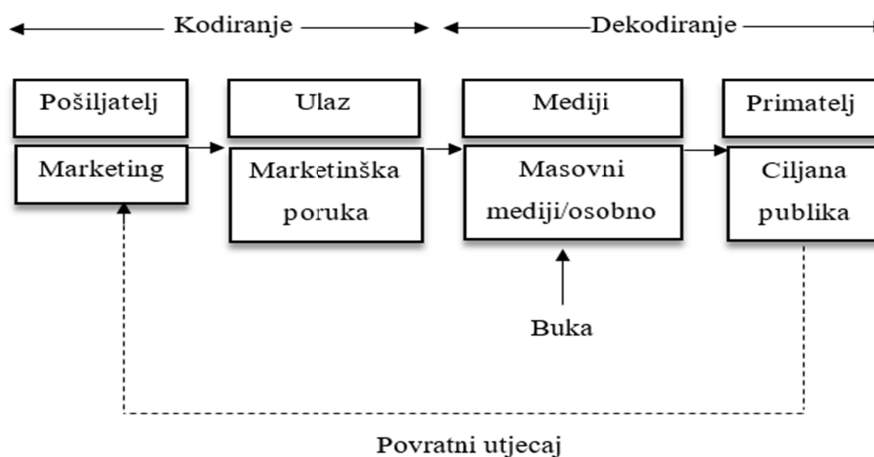 Kodiranje
Dekodiranje
Pošiljatelj
Ulaz
Mediji
Primatelj
Marketing
Marketinška
poruka
Masovni
mediji/osobno
Ciljana
publika
Buka
Povratni utjecaj